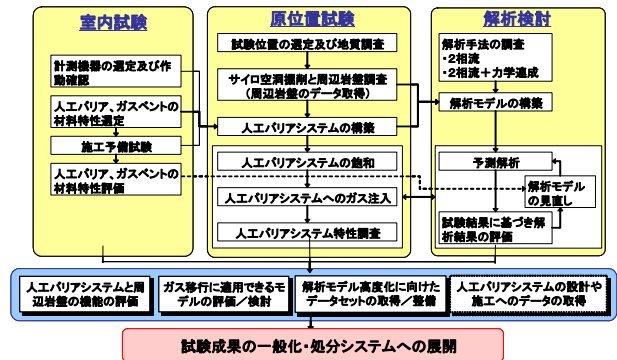 室内試験
計測機器の選定及び作
動確認
人工バリア、ガスベントの
材料特性選定
施工予備試験
人工バリア、ガスベントの
材料特性評価
原位置試験
試験位置の選定及び地質調査
サイロ空洞掘削と周辺岩盤調査
（周辺岩盤のデータ取得）
人工バリアシステムの構築
人工バリアシステムの飽和
人工バリアシステムへのガス注入
人工バリアシステム特性調査
解析検討
解析手法の調査
・2相流
・2相流＋力学連成
解析モデルの構築
予測解析
解析モデル
の見直し
試験結果に基づき解
析結果の評価
人工バリアシステムと周
辺岩盤の機能の評価
ガス移行に適用できるモ
デルの評価／検討
解析モデル高度化に向けた
データセットの取得／整備
人工バリアシステムの設計や
施工へのデータの取得
試験成果の一般化・処分システムへの展開